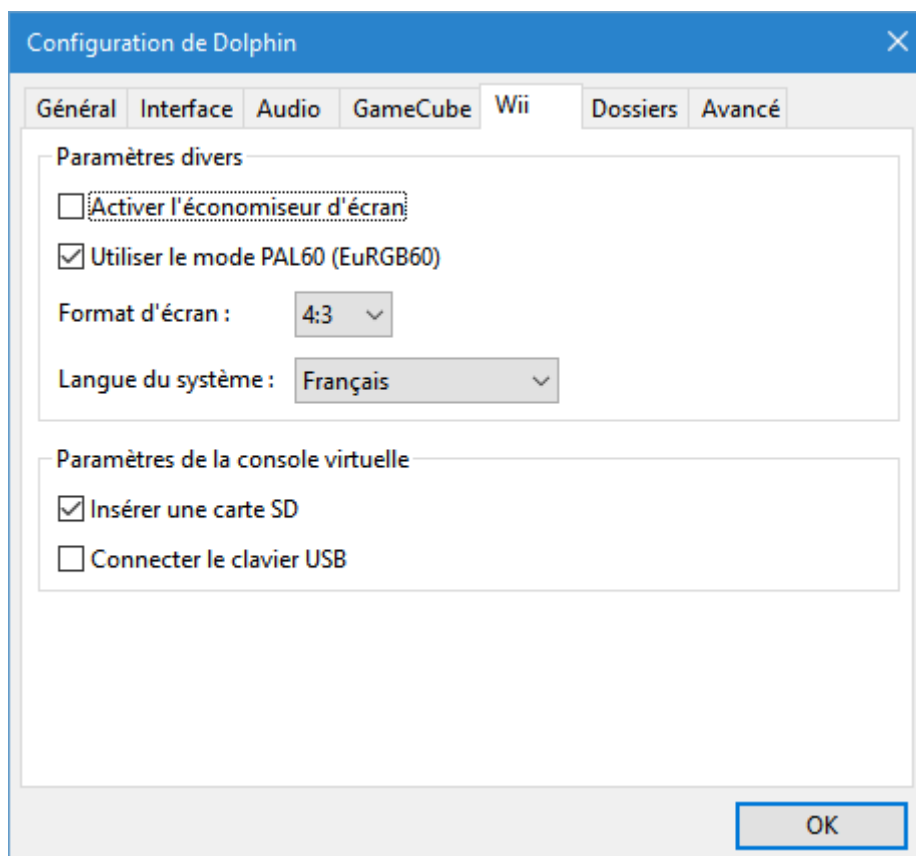 Configuration de Dolphin
Général Interface Audio GameCube Wii Dossiers Avancé
Paramètres divers
Activer l'économiseur d'écran
Utiliser le mode PAL60 (EuRGB60)
Format d'écran : 4:3
Langue du système : Français
Paramètres de la console virtuelle
Insérer une carte SD
Connecter le clavier USB
OK